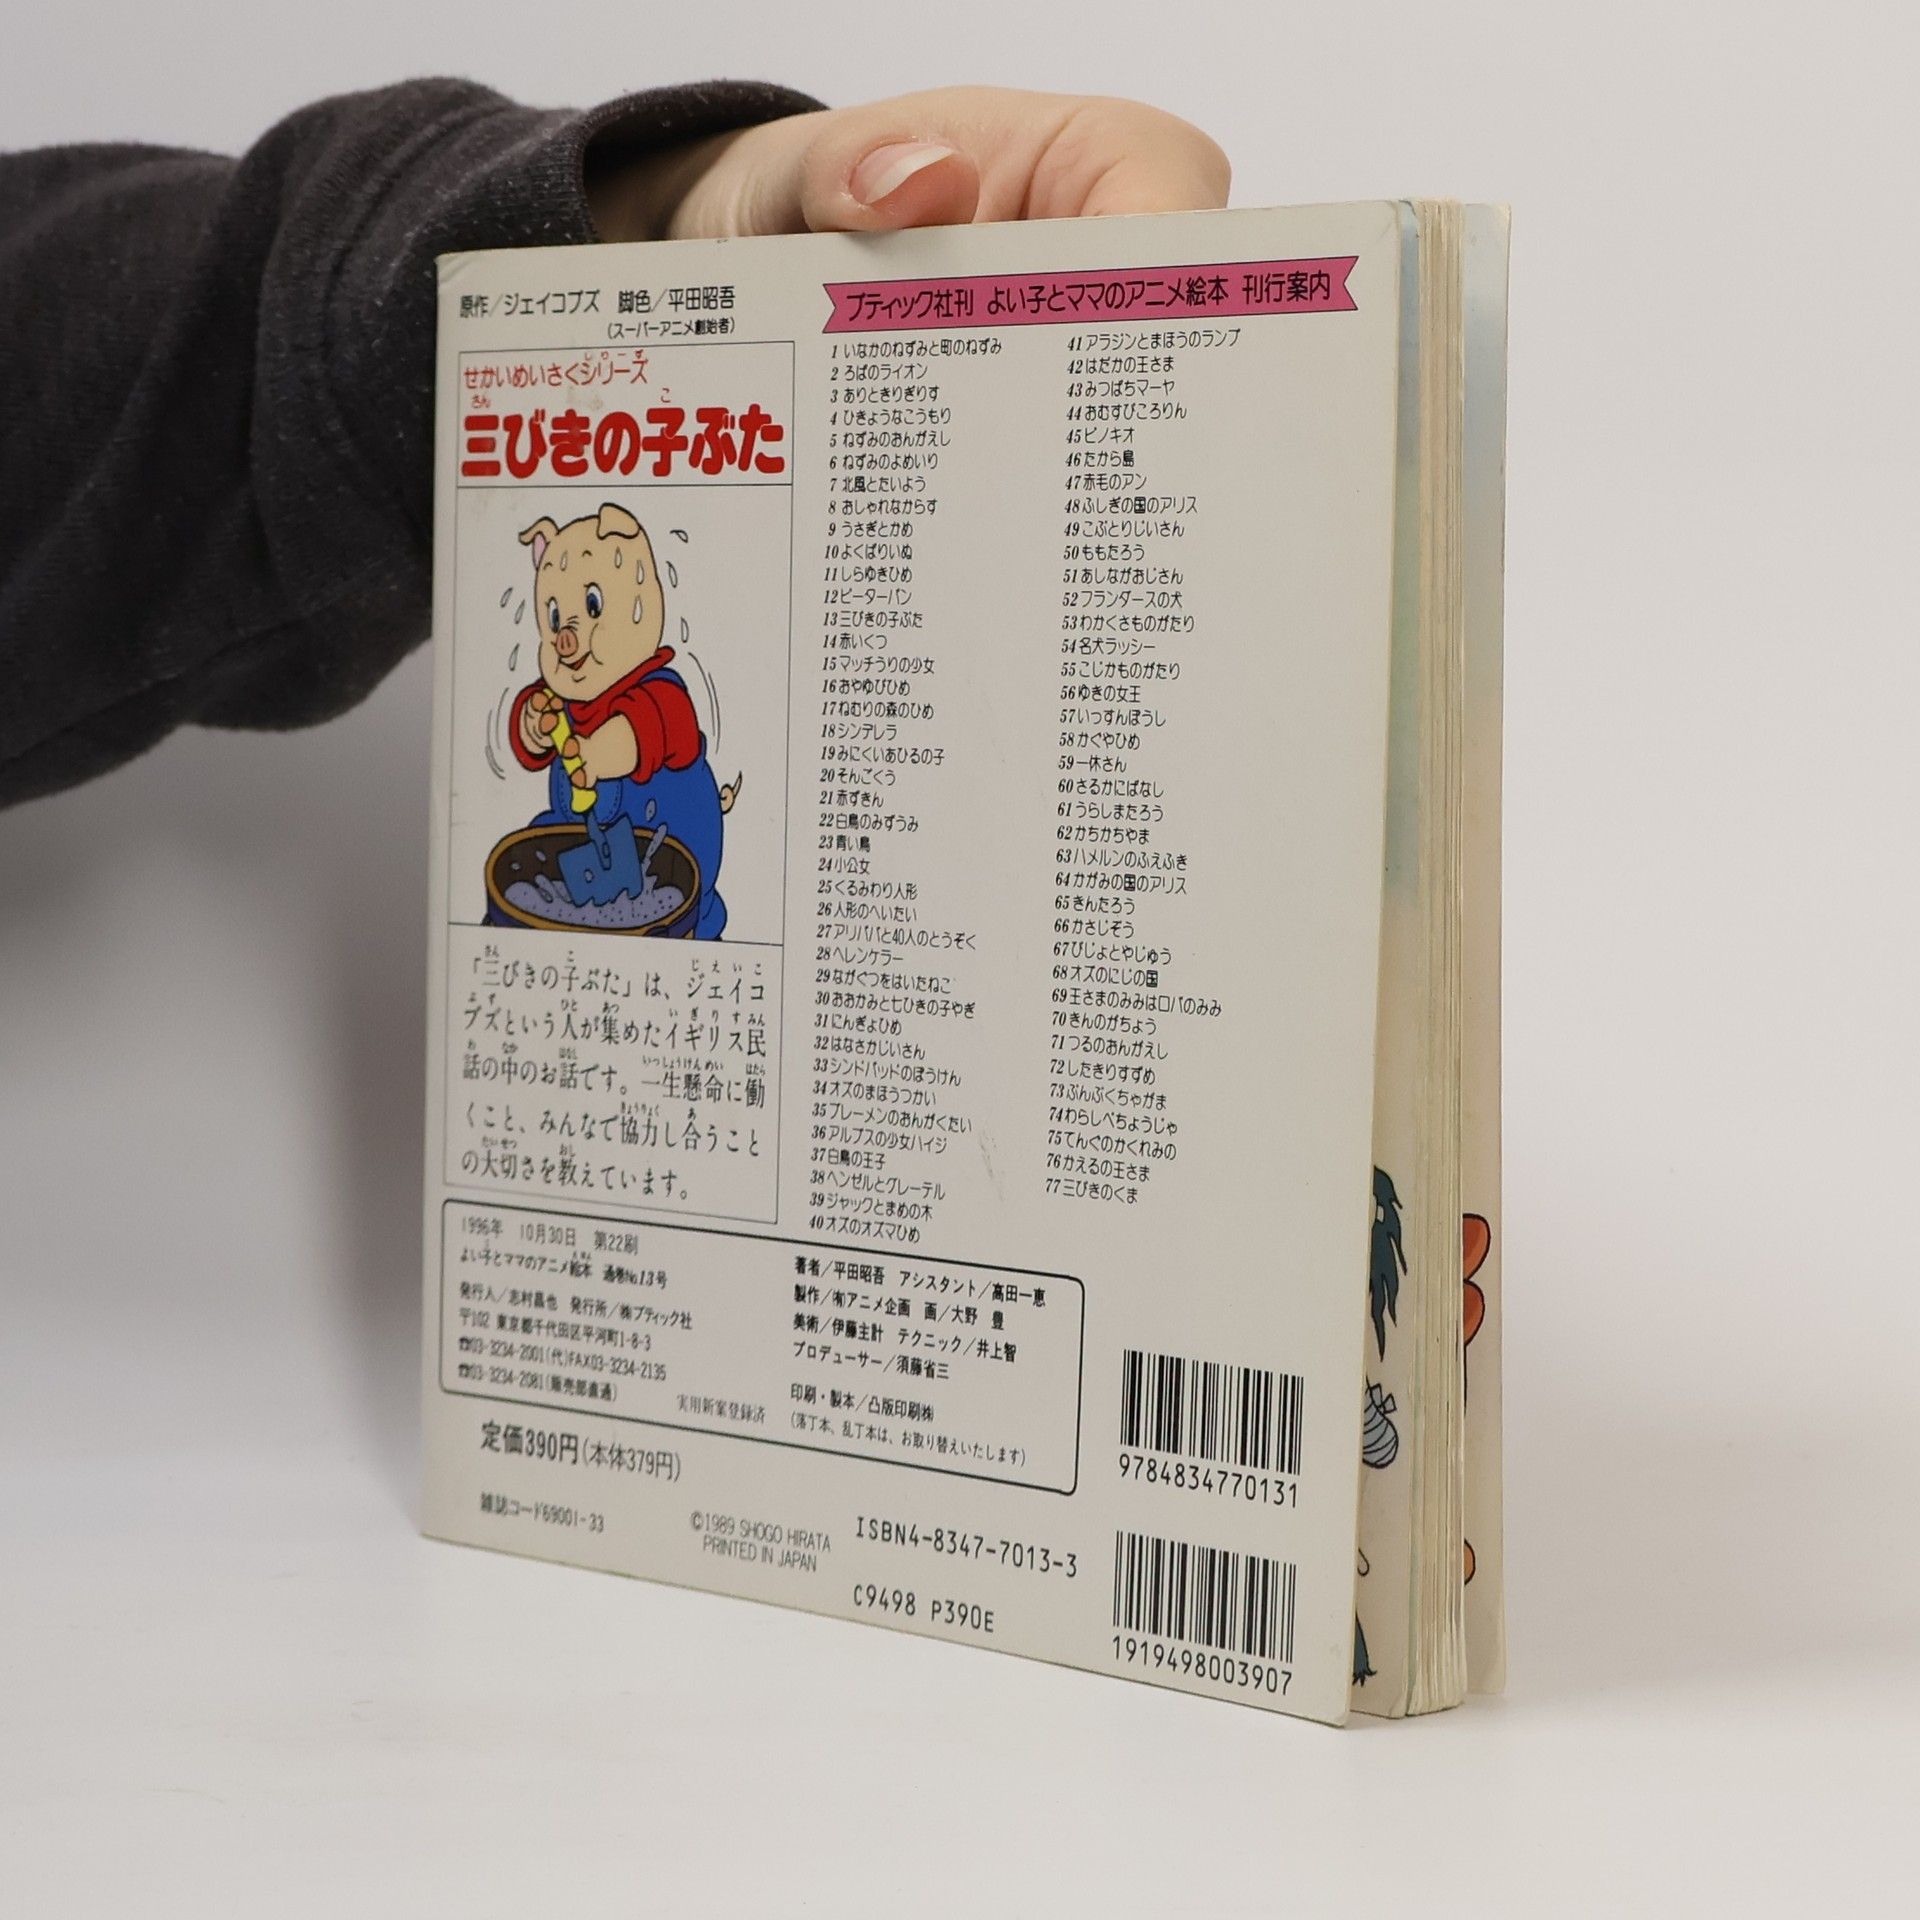 原作／ジェイコブズ 脚色／平田昭吾
(スーパーアニメ創始者)
せかいめいさくシリーズ
三びきの子ぶた
「三びきの子ぶた」は、ジェイコ
ブズという人が集めたイギリス民
話の中のお話です。一生懸命に働
くこと、みんなで協力し合うこと
の大切さを教えています。
ブティック社刊 よい子とママのアニメ絵本 刊行案内
1 いなかのねずみと町のねずみ
2 ろばのライオン
3 ありときりぎりす
4 ひきょうなこうもり
5 ねずみのおんがえし
6 ねずみのよめいり
7 北風とたいよう
8 おしゃれなからす
9 うさぎとかめ
10 よくばりいぬ
11 しらゆきひめ
12 ピーターパン
13 三びきの子ぶた
14 赤いくつ
15 マッチうりの少女
16 おやゆびひめ
17 ねむりの森のひめ
18 シンデレラ
19 みにくいあひるの子
20 そんごくう
21 赤ずきん
22 白鳥のみずうみ
23 青い鳥
24 小公女
25 くるみわり人形
26 人形のへいたい
27 アリババと40人のとうぞく
28 ヘレンケラー
29 ながぐつをはいたねこ
30 おおかみと七ひきの子やぎ
31 にんぎょひめ
32 はなさかじいさん
33 シンドバッドのぼうけん
34 オズのまほうつかい
35 ブレーメンのおんがくたい
36 アルプスの少女ハイジ
37 白鳥の王子
38 ヘンゼルとグレーテル
39 ジャックとまめの木
40 オズのオズマひめ
41 アラジンとまほうのランプ
42 はだかの王さま
43 みつばちマーヤ
44 おむすびころりん
45 ピノキオ
46 たから島
47 赤毛のアン
48 ふしぎの国のアリス
49 こぶとりじいさん
50 ももたろう
51 あしながおじさん
52 フランダースの犬
53 わかくさものがたり
54 名犬ラッシー
55 こじかものがたり
56 ゆきの女王
57 いっすんぼうし
58 かぐやひめ
59 一休さん
60 さるかにばなし
61 うらしまたろう
62 かちかちやま
63 ハメルンのふえふき
64 かがみの国のアリス
65 きんたろう
66 かさじぞう
67 びじょとやじゅう
68 オズのにじの国
69 王さまのみみはロバのみみ
70 きんのがちょう
71 つるのおんがえし
72 したきりすずめ
73 ぶんぶくちゃがま
74 わらしべちょうじゃ
75 てんぐのかくれみの
76 かえるの王さま
77 三びきのくま
1996年 10月30日 第22刷
よい子とママのアニメ絵本 通巻No.13号
発行人／志村昌也 発行所／㈱ブティック社
〒102 東京都千代田区平河町1-8-3
☎03-3234-2001(代)FAX03-3234-2135
☎03-3234-2081(販売部直通)
実用新案登録済
著者／平田昭吾 アシスタント／高田一恵
製作／㈲アニメ企画 画／大野 豊
美術／伊藤主計 テクニック／井上智
プロデューサー／須藤省三
印刷・製本／凸版印刷㈱
(落丁本、乱丁本は、お取り替えいたします)
定価390円(本体379円)
雑誌コード69001-33
©1989 SHOGO HIRATA
PRINTED IN JAPAN
ISBN4-8347-7013-3
C9498 P390E
9784834770131
1919498003907